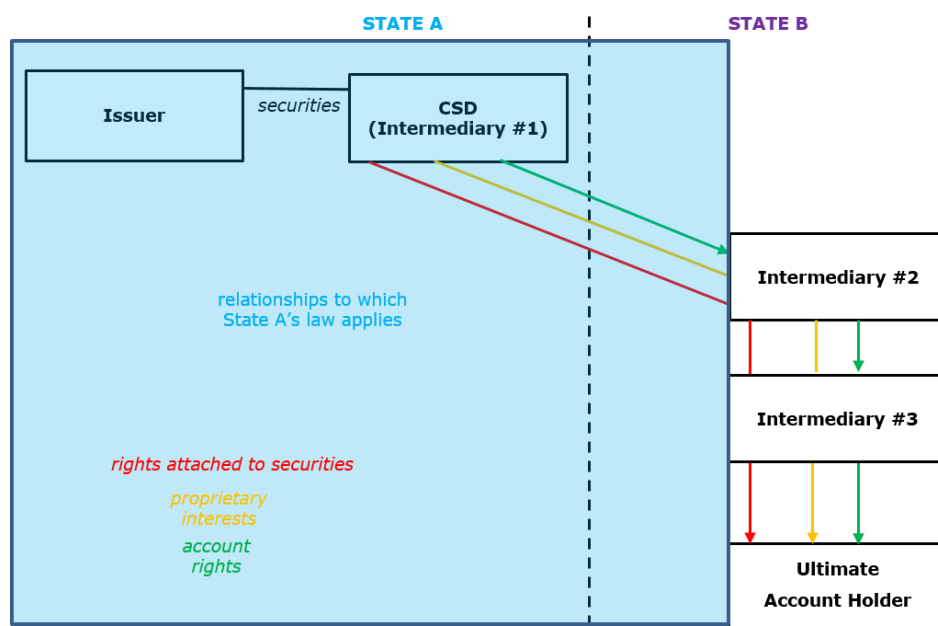 STATE A
STATE B
Issuer
securities
CSD
(Intermediary #1)
Intermediary #2
relationships to which
State A’s law applies
Intermediary #3
rights attached to securities
proprietary
interests
account
rights
Ultimate
Account Holder